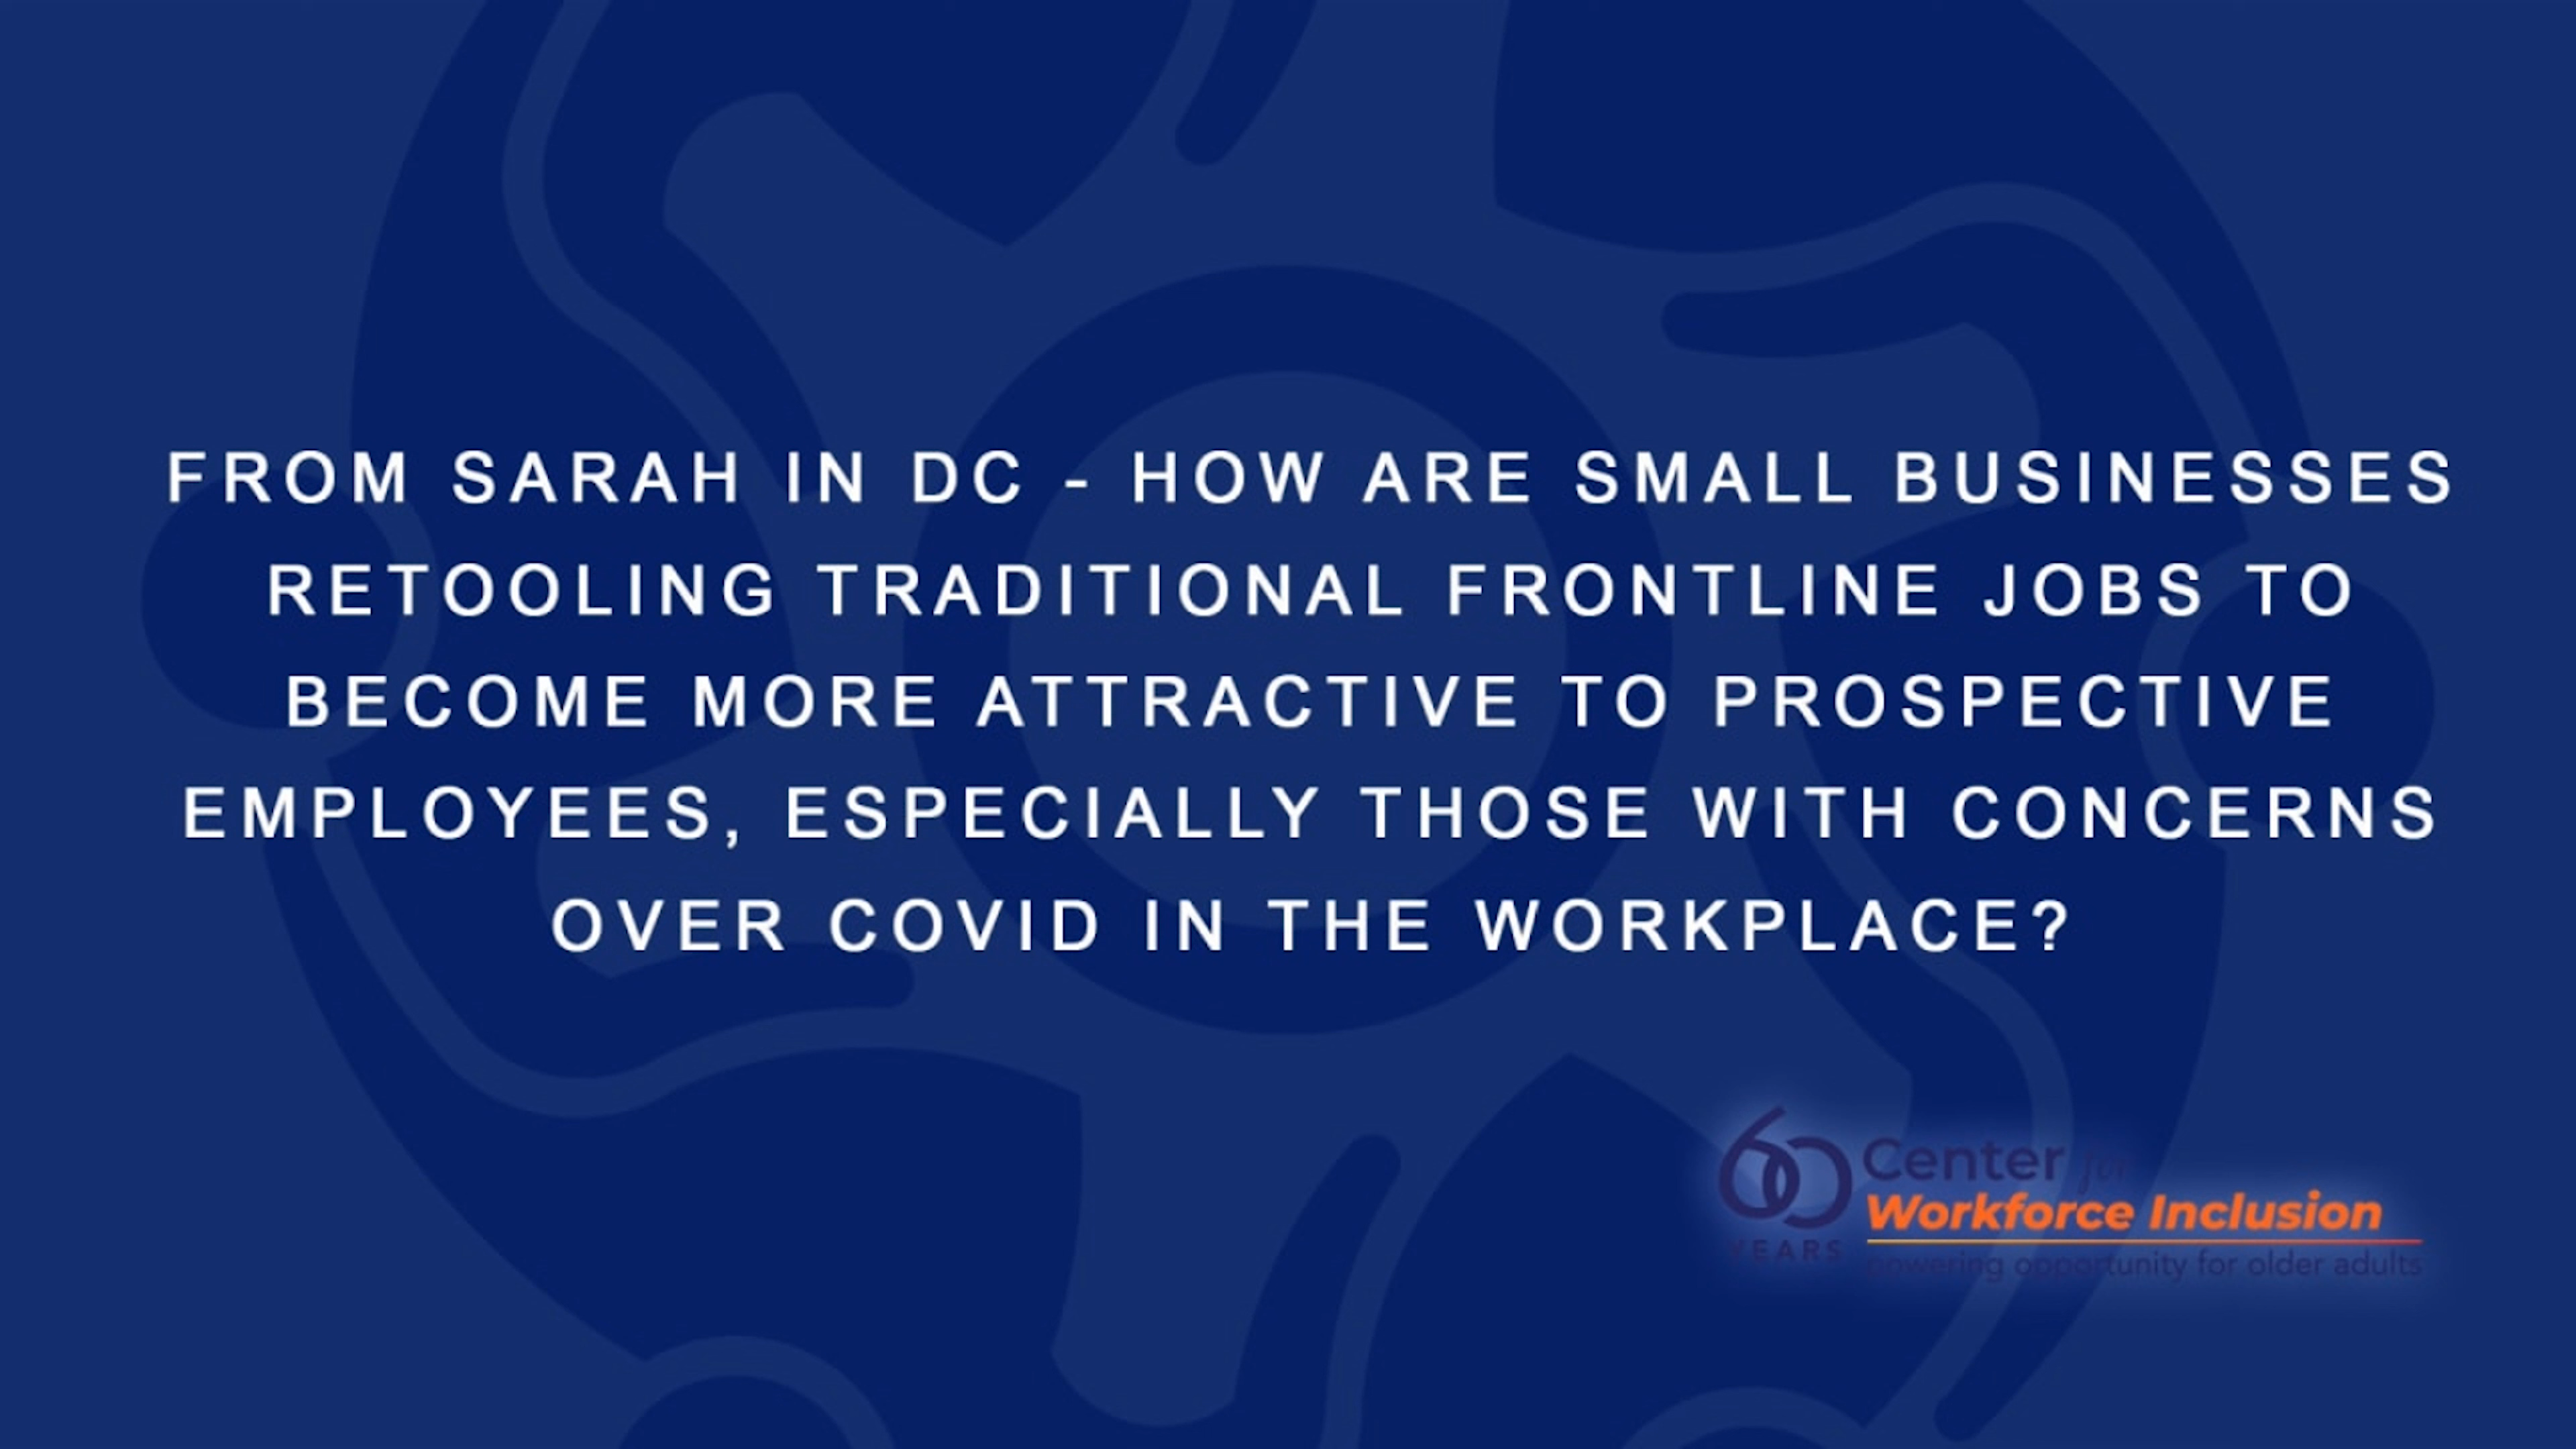 FROM SARAH IN DC - HOW ARE SMALL BUSINESSES
RETOOLING TRADITIONAL FRONTLINE JOBS TO
BECOME MORE ATTRACTIVE TO PROSPECTIVE
EMPLOYEES, ESPECIALLY THOSE WITH CONCERNS
OVER COVID IN THE WORKPLACE?
60 YEARS
Center for
Workforce Inclusion
powering opportunity for older adults